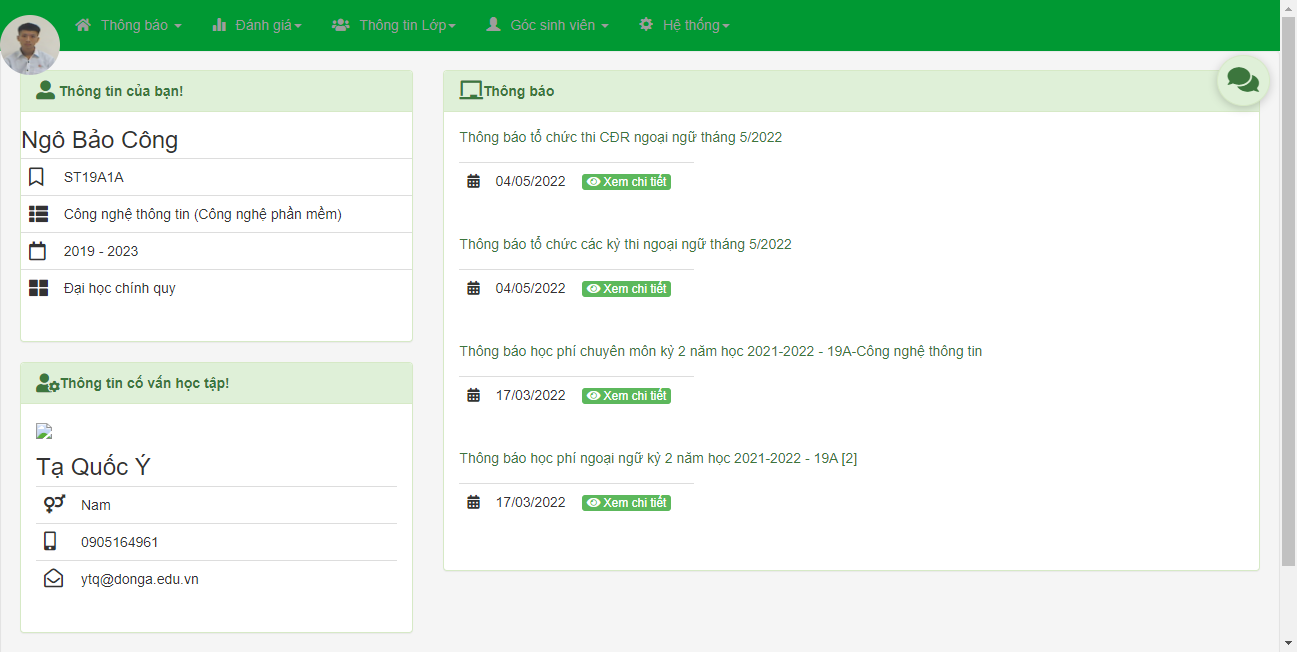 Thông báo
Đánh giá
Thông tin Lớp
Góc sinh viên
Hệ thống
Thông tin của bạn!
Ngô Bảo Công
ST19A1A
Công nghệ thông tin (Công nghệ phần mềm)
2019 - 2023
Đại học chính quy
Thông tin cố vấn học tập!
Tạ Quốc Ý
Nam
0905164961
ytq@donga.edu.vn
Thông báo
Thông báo tổ chức thi CĐR ngoại ngữ tháng 5/2022
04/05/2022 Xem chi tiết
Thông báo tổ chức các kỳ thi ngoại ngữ tháng 5/2022
04/05/2022 Xem chi tiết
Thông báo học phí chuyên môn kỳ 2 năm học 2021-2022 - 19A-Công nghệ thông tin
17/03/2022 Xem chi tiết
Thông báo học phí ngoại ngữ kỳ 2 năm học 2021-2022 - 19A [2]
17/03/2022 Xem chi tiết